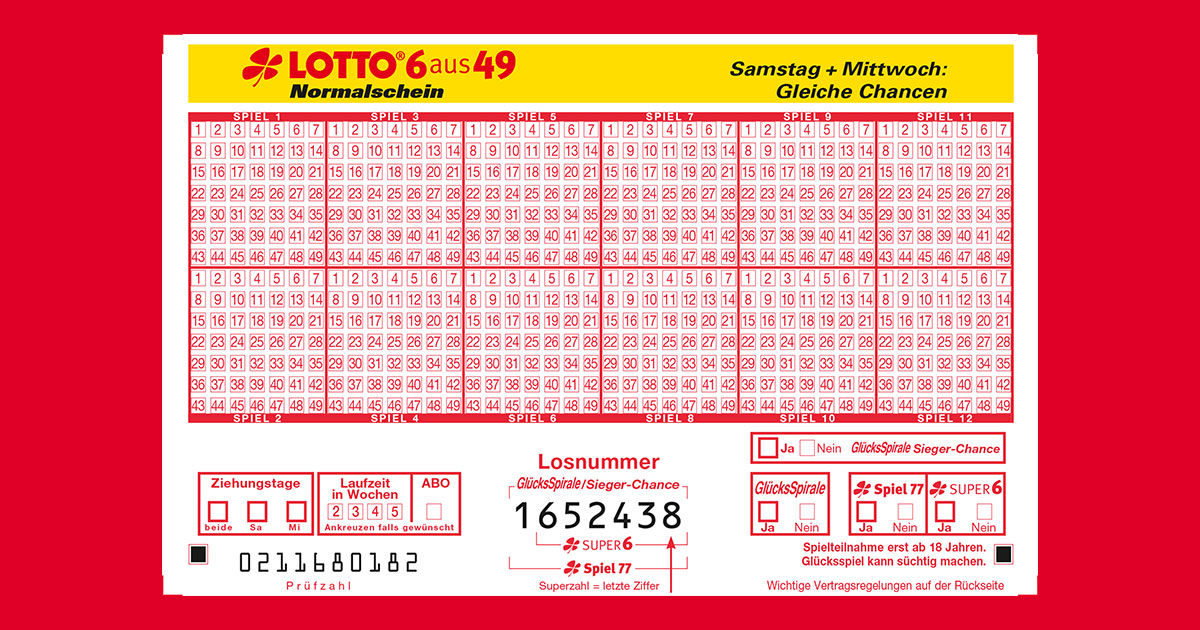 LOTTO® 6aus49
Normalschein
Samstag + Mittwoch:
Gleiche Chancen
SPIEL 1 SPIEL 3 SPIEL 5 SPIEL 7 SPIEL 9 SPIEL 11
1 2 3 4 5 6 7 1 2 3 4 5 6 7 1 2 3 4 5 6 7 1 2 3 4 5 6 7 1 2 3 4 5 6 7 1 2 3 4 5 6 7
8 9 10 11 12 13 14 8 9 10 11 12 13 14 8 9 10 11 12 13 14 8 9 10 11 12 13 14 8 9 10 11 12 13 14 8 9 10 11 12 13 14
15 16 17 18 19 20 21 15 16 17 18 19 20 21 15 16 17 18 19 20 21 15 16 17 18 19 20 21 15 16 17 18 19 20 21 15 16 17 18 19 20 21
22 23 24 25 26 27 28 22 23 24 25 26 27 28 22 23 24 25 26 27 28 22 23 24 25 26 27 28 22 23 24 25 26 27 28 22 23 24 25 26 27 28
29 30 31 32 33 34 35 29 30 31 32 33 34 35 29 30 31 32 33 34 35 29 30 31 32 33 34 35 29 30 31 32 33 34 35 29 30 31 32 33 34 35
36 37 38 39 40 41 42 36 37 38 39 40 41 42 36 37 38 39 40 41 42 36 37 38 39 40 41 42 36 37 38 39 40 41 42 36 37 38 39 40 41 42
43 44 45 46 47 48 49 43 44 45 46 47 48 49 43 44 45 46 47 48 49 43 44 45 46 47 48 49 43 44 45 46 47 48 49 43 44 45 46 47 48 49
1 2 3 4 5 6 7 1 2 3 4 5 6 7 1 2 3 4 5 6 7 1 2 3 4 5 6 7 1 2 3 4 5 6 7 1 2 3 4 5 6 7
8 9 10 11 12 13 14 8 9 10 11 12 13 14 8 9 10 11 12 13 14 8 9 10 11 12 13 14 8 9 10 11 12 13 14 8 9 10 11 12 13 14
15 16 17 18 19 20 21 15 16 17 18 19 20 21 15 16 17 18 19 20 21 15 16 17 18 19 20 21 15 16 17 18 19 20 21 15 16 17 18 19 20 21
22 23 24 25 26 27 28 22 23 24 25 26 27 28 22 23 24 25 26 27 28 22 23 24 25 26 27 28 22 23 24 25 26 27 28 22 23 24 25 26 27 28
29 30 31 32 33 34 35 29 30 31 32 33 34 35 29 30 31 32 33 34 35 29 30 31 32 33 34 35 29 30 31 32 33 34 35 29 30 31 32 33 34 35
36 37 38 39 40 41 42 36 37 38 39 40 41 42 36 37 38 39 40 41 42 36 37 38 39 40 41 42 36 37 38 39 40 41 42 36 37 38 39 40 41 42
43 44 45 46 47 48 49 43 44 45 46 47 48 49 43 44 45 46 47 48 49 43 44 45 46 47 48 49 43 44 45 46 47 48 49 43 44 45 46 47 48 49
SPIEL 2 SPIEL 4 SPIEL 6 SPIEL 8 SPIEL 10 SPIEL 12
Ja Nein GlücksSpirale Sieger-Chance
Ziehungstage
beide Sa Mi
Laufzeit
in Wochen
ABO
2 3 4 5
Ankreuzen falls gewünscht
02111680182
Prüfzahl
Losnummer
GlücksSpirale/Sieger-Chance
1652438
SUPER 6
Spiel 77
Superzahl = letzte Ziffer
GlücksSpirale
Ja Nein
Spiel 77
Ja Nein
SUPER 6
Ja Nein
Spielteilnahme erst ab 18 Jahren.
Glücksspiel kann süchtig machen.
Wichtige Vertragsregelungen auf der Rückseite